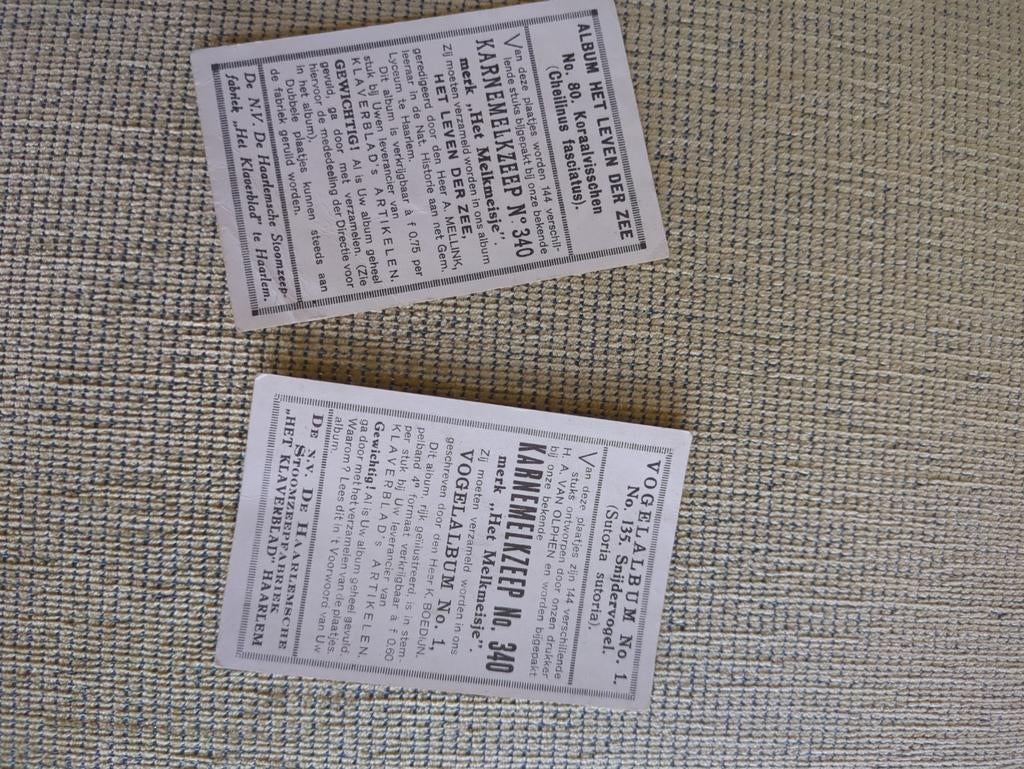 ALBUM HET LEVEN DER ZEE
No. 80. Koraalvisschen
(Cheilinus fasciatus).
Van deze plaatjes worden 144 verschil-
lende stuks bijgepakt bij onze bekende
KARNEMELKZEEP No 340
merk „Het Melkmeisje".
Zij moeten verzameld worden in ons album
HET LEVEN DER ZEE,
geredigeerd door den Heer A. MELLINK,
leeraar in de Nat. Historie aan net Gem.
Lyceum te Haarlem.
Dit album is verkrijgbaar à f 0,75 per
stuk bij Uwen leverancier van
KLAVERBLAD's ARTIKELEN.
GEWICHTIG! Al is Uw album geheel
gevuld, ga door met verzamelen. (Zie
hiervoor de mededeeling der Directie voor
in het album).
Dubbele plaatjes kunnen steeds aan
de fabriek geruild worden.
De N.V. De Haarlemsche Stoomzeep-
fabriek „Het Klaverblad" te Haarlem.
VOGELALBUM No. 1.
No. 135. Snijdervogel.
(Sutoria sutoria).
Van deze plaatjes zijn 144 verschillende
stuks ontworpen door onzen drukker
H. A. VAN OLPHEN en worden bijgepakt
bij onze bekende
KARNEMELKZEEP No. 340
merk „Het Melkmeisje".
Zij moeten verzameld worden in ons
VOGELALBUM No. 1,
geschreven door den Heer K. BOEDIJN.
Dit album, rijk geïllustreerd, is in stem-
pelband 4o formaat verkrijgbaar à f 0.60
per stuk bij Uw leverancier van
KLAVERBLAD's ARTIKELEN.
Gewichtig! Al is Uw album geheel gevuld,
ga door met het verzamelen van de plaatjes.
Waarom? Lees dit in 't Voorwoord van Uw
album.
DE N.V. DE HAARLEMSCHE
STOOMZEEPFABRIEK
„HET KLAVERBLAD" HAARLEM